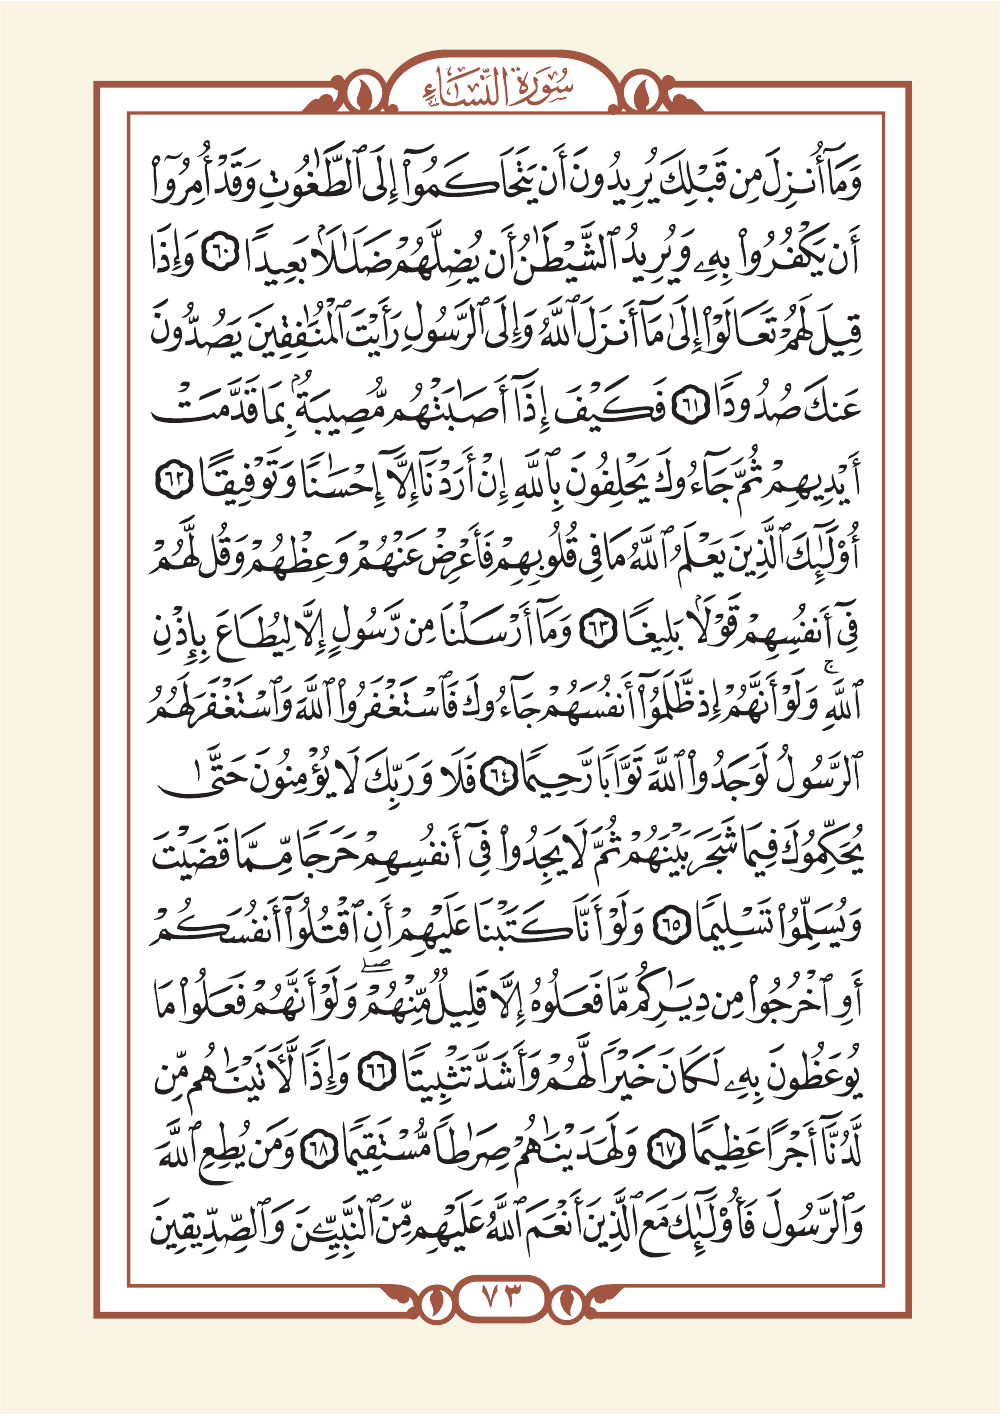 سُورَةُ النِّسَاءِ
وَمَآ أُنزِلَ مِن قَبْلِكَ يُرِيدُونَ أَن يَتَحَاكَمُوٓاْ إِلَى ٱلطَّٰغُوتِ وَقَدْ أُمِرُوٓاْ
أَن يَكْفُرُواْ بِهِۦ وَيُرِيدُ ٱلشَّيْطَٰنُ أَن يُضِلَّهُمْ ضَلَٰلَۢا بَعِيدًا ٦٠ وَإِذَا
قِيلَ لَهُمْ تَعَالَوْاْ إِلَىٰ مَآ أَنزَلَ ٱللَّهُ وَإِلَى ٱلرَّسُولِ رَأَيْتَ ٱلْمُنَٰفِقِينَ يَصُدُّونَ
عَنكَ صُدُودًا ٦١ فَكَيْفَ إِذَآ أَصَٰبَتْهُم مُّصِيبَةُۢ بِمَا قَدَّمَتْ
أَيْدِيهِمْ ثُمَّ جَآءُوكَ يَحْلِفُونَ بِٱللَّهِ إِنْ أَرَدْنَآ إِلَّآ إِحْسَٰنًا وَتَوْفِيقًا ٦٢
أُوْلَٰٓئِكَ ٱلَّذِينَ يَعْلَمُ ٱللَّهُ مَا فِى قُلُوبِهِمْ فَأَعْرِضْ عَنْهُمْ وَعِظْهُمْ وَقُل لَّهُمْ
فِىٓ أَنفُسِهِمْ قَوْلَۢا بَلِيغًا ٦٣ وَمَآ أَرْسَلْنَا مِن رَّسُولٍ إِلَّا لِيُطَاعَ بِإِذْنِ
ٱللَّهِۚ وَلَوْ أَنَّهُمْ إِذ ظَّلَمُوٓاْ أَنفُسَهُمْ جَآءُوكَ فَٱسْتَغْفَرُواْ ٱللَّهَ وَٱسْتَغْفَرَ لَهُمُ
ٱلرَّسُولُ لَوَجَدُواْ ٱللَّهَ تَوَّابًا رَّحِيمًا ٦٤ فَلَا وَرَبِّكَ لَا يُؤْمِنُونَ حَتَّىٰ
يُحَكِّمُوكَ فِيمَا شَجَرَ بَيْنَهُمْ ثُمَّ لَا يَجِدُواْ فِىٓ أَنفُسِهِمْ حَرَجًا مِّمَّا قَضَيْتَ
وَيُسَلِّمُواْ تَسْلِيمًا ٦٥ وَلَوْ أَنَّا كَتَبْنَا عَلَيْهِمْ أَنِ ٱقْتُلُوٓاْ أَنفُسَكُمْ
أَوِ ٱخْرُجُواْ مِن دِيَٰرِكُم مَّا فَعَلُوهُ إِلَّا قَلِيلٌ مِّنْهُمْۖ وَلَوْ أَنَّهُمْ فَعَلُواْ مَا
يُوعَظُونَ بِهِۦ لَكَانَ خَيْرًا لَّهُمْ وَأَشَدَّ تَثْبِيتًا ٦٦ وَإِذًا لَّأٓتَيْنَٰهُم مِّن
لَّدُنَّآ أَجْرًا عَظِيمًا ٦٧ وَلَهَدَيْنَٰهُمْ صِرَٰطًا مُّسْتَقِيمًا ٦٨ وَمَن يُطِعِ ٱللَّهَ
وَٱلرَّسُولَ فَأُوْلَٰٓئِكَ مَعَ ٱلَّذِينَ أَنْعَمَ ٱللَّهُ عَلَيْهِم مِّنَ ٱلنَّبِيِّـۧنَ وَٱلصِّدِّيقِينَ
٧٣